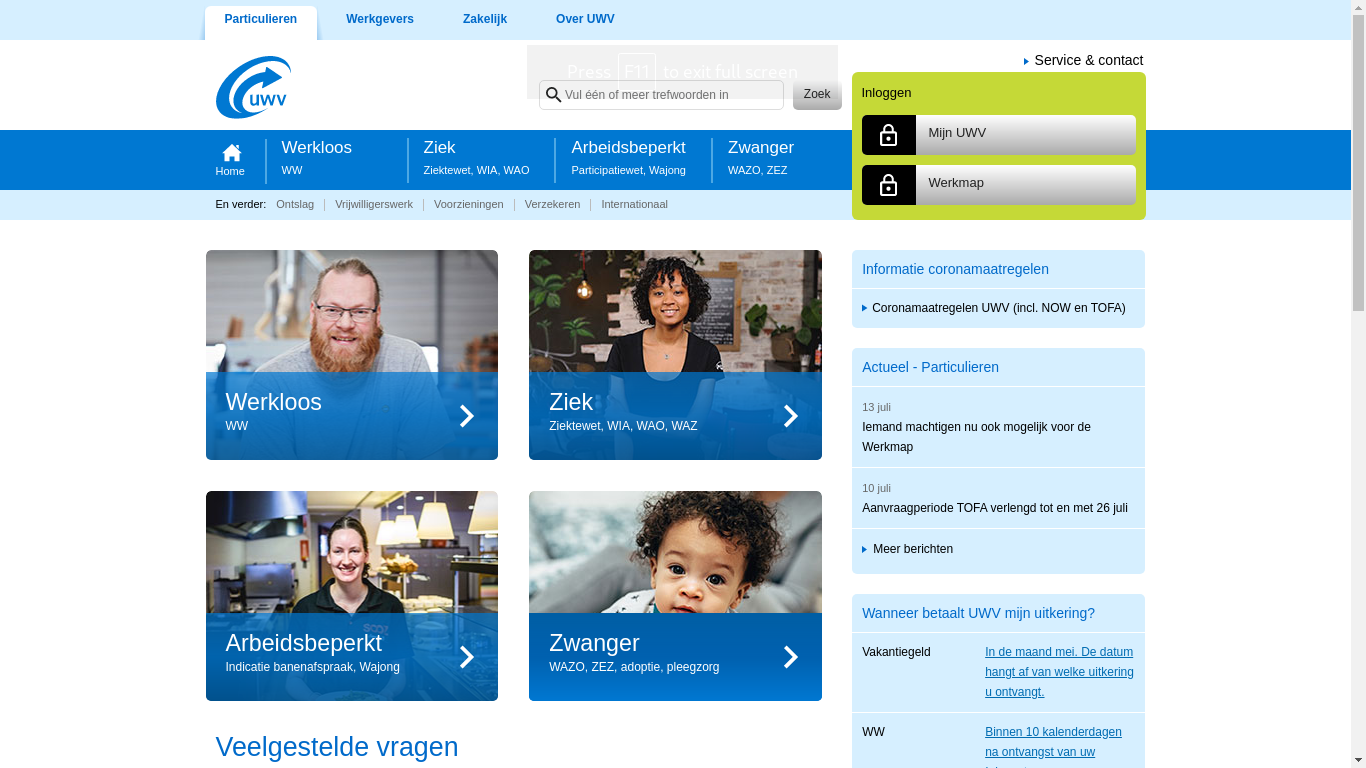 Particulieren
Werkgevers
Zakelijk
Over UWV
uwv
Press F11 to exit full screen
Vul één of meer trefwoorden in
Zoek
Service & contact
Inloggen
Mijn UWV
Werkmap
Home
Werkloos
WW
Ziek
Ziektewet, WIA, WAO
Arbeidsbeperkt
Participatiewet, Wajong
Zwanger
WAZO, ZEZ
En verder: Ontslag Vrijwilligerswerk Voorzieningen Verzekeren Internationaal
Werkloos
WW
Ziek
Ziektewet, WIA, WAO, WAZ
Arbeidsbeperkt
Indicatie banenafspraak, Wajong
Zwanger
WAZO, ZEZ, adoptie, pleegzorg
Veelgestelde vragen
Informatie coronamaatregelen
Coronamaatregelen UWV (incl. NOW en TOFA)
Actueel - Particulieren
13 juli
Iemand machtigen nu ook mogelijk voor de
Werkmap
10 juli
Aanvraagperiode TOFA verlengd tot en met 26 juli
Meer berichten
Wanneer betaalt UWV mijn uitkering?
Vakantiegeld
In de maand mei. De datum
hangt af van welke uitkering
u ontvangt.
WW
Binnen 10 kalenderdagen
na ontvangst van uw